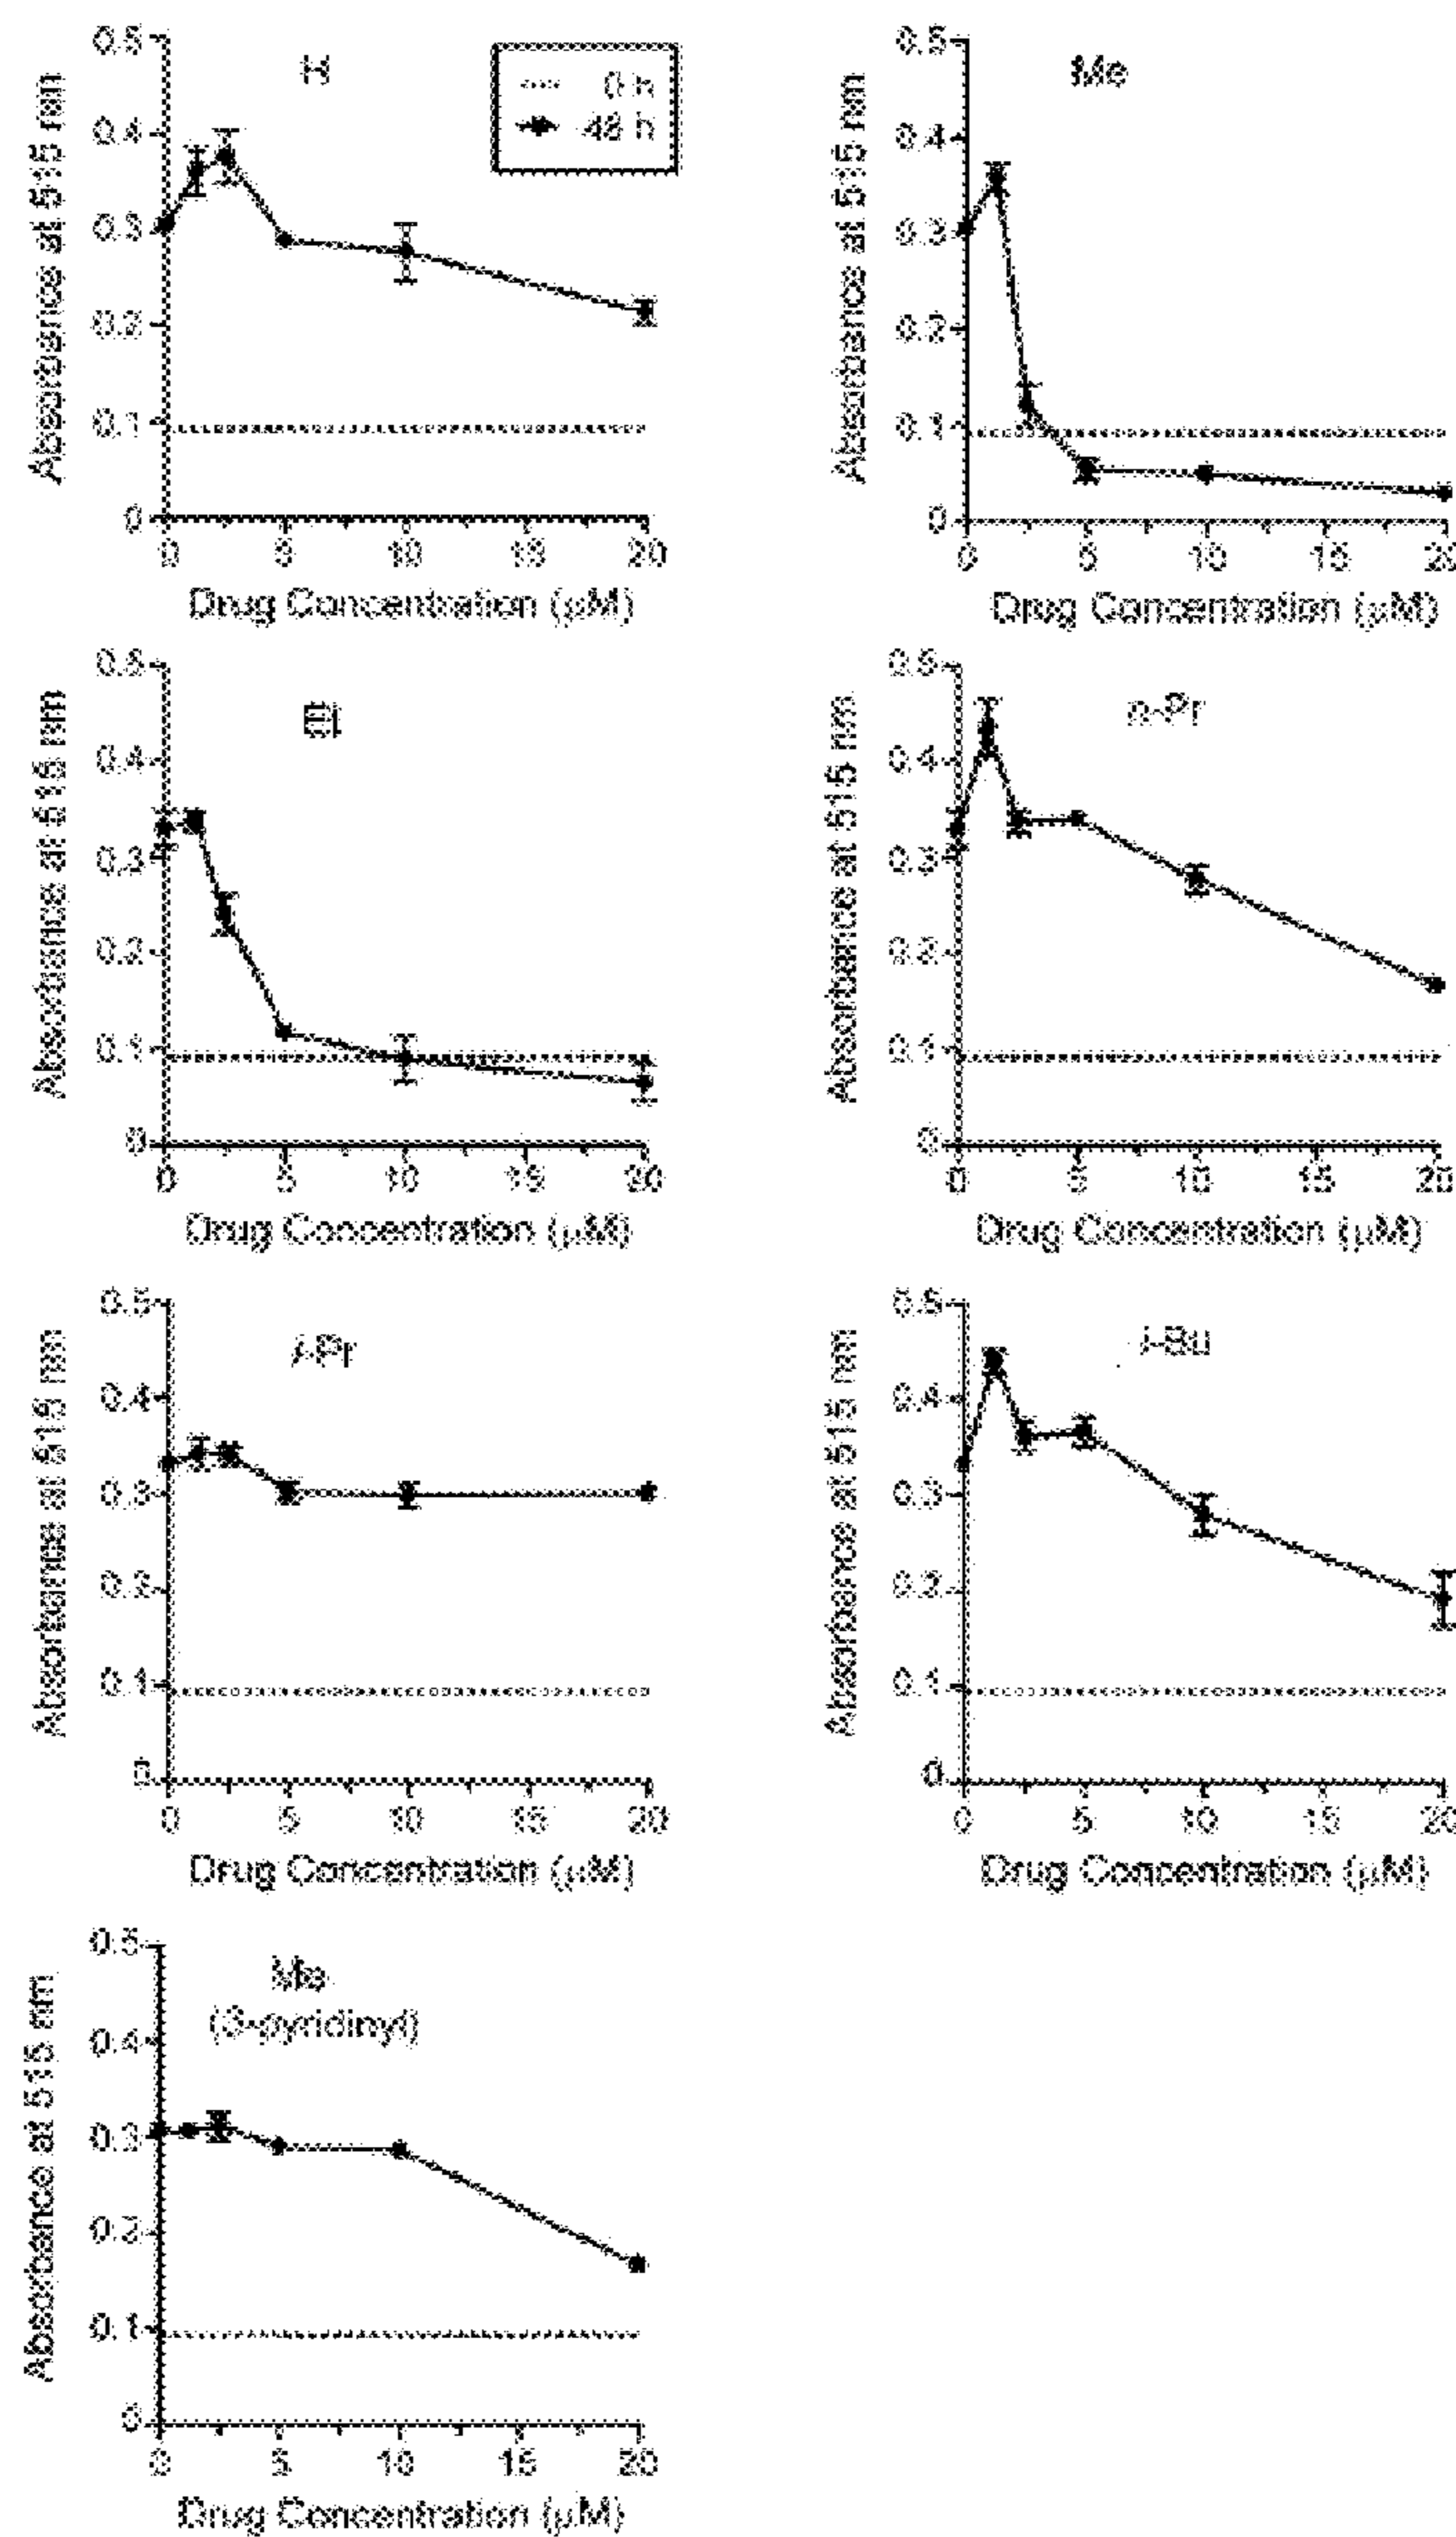 H
0 h
48 h
Absorbance at 515 nm
0.5
0.4
0.3
0.2
0.1
0
0 5 10 15 20
Drug Concentration (μM)
Me
Absorbance at 515 nm
0.5
0.4
0.3
0.2
0.1
0
0 5 10 15 20
Drug Concentration (μM)
Et
Absorbance at 515 nm
0.5
0.4
0.3
0.2
0.1
0
0 5 10 15 20
Drug Concentration (μM)
n-Pr
Absorbance at 515 nm
0.5
0.4
0.3
0.2
0.1
0
0 5 10 15 20
Drug Concentration (μM)
i-Pr
Absorbance at 515 nm
0.5
0.4
0.3
0.2
0.1
0
0 5 10 15 20
Drug Concentration (μM)
i-Bu
Absorbance at 515 nm
0.5
0.4
0.3
0.2
0.1
0
0 5 10 15 20
Drug Concentration (μM)
Me
(3-pyridinyl)
Absorbance at 515 nm
0.5
0.4
0.3
0.2
0.1
0
0 5 10 15 20
Drug Concentration (μM)